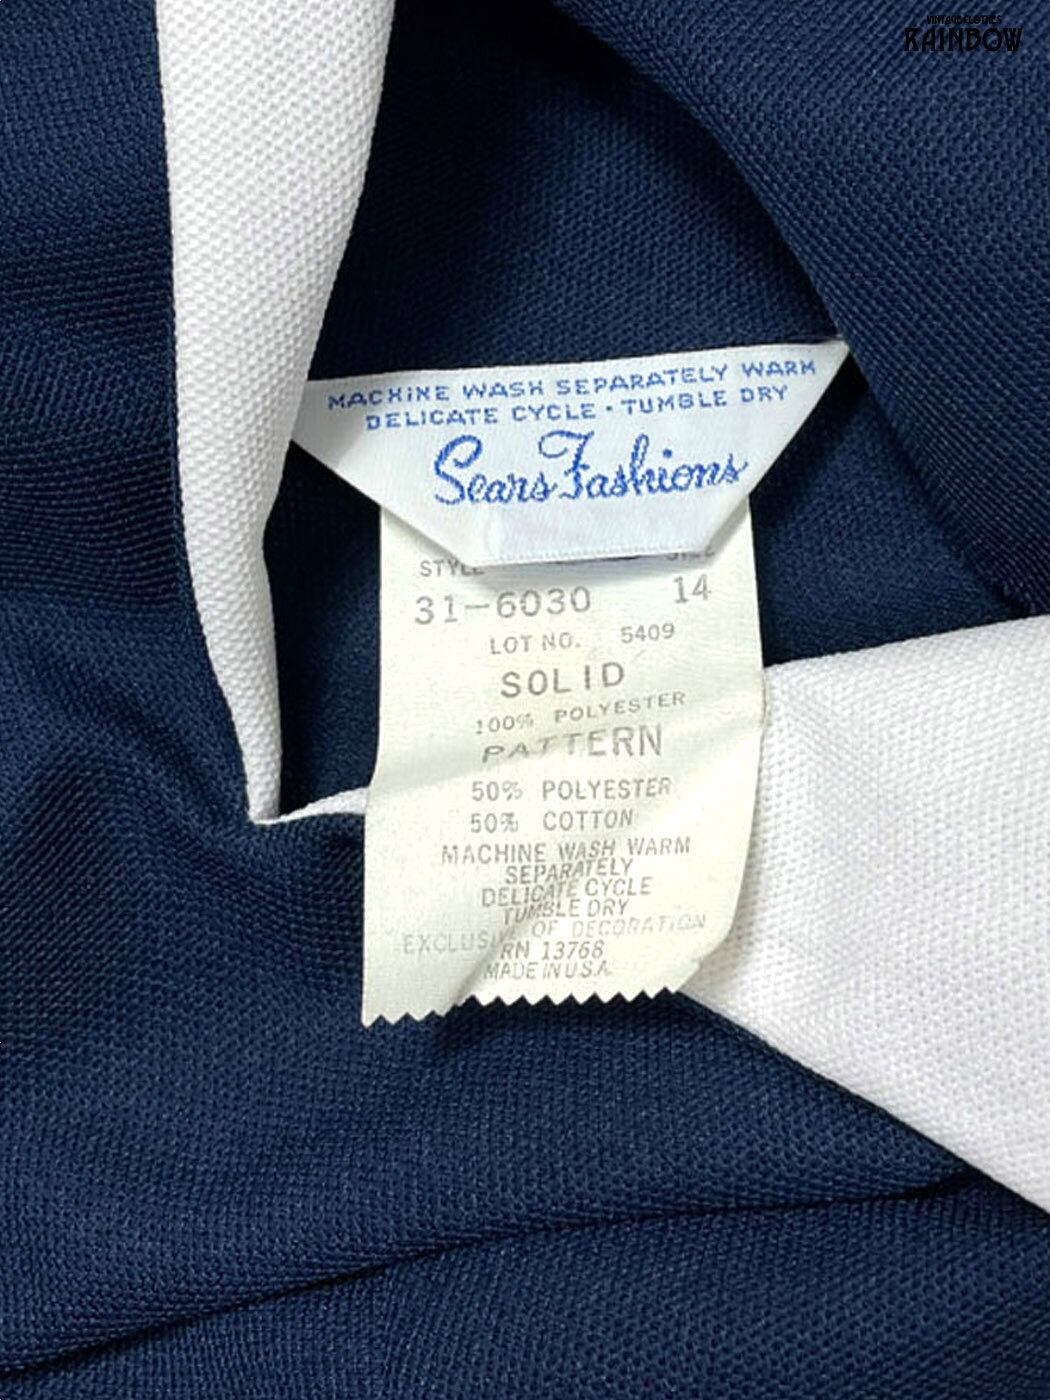 VINTAGE CLOTHES
RAINBOW
MACHINE WASH SEPARATELY WARM
DELICATE CYCLE · TUMBLE DRY
Sears Fashions
STYLE SIZE
31-6030 14
LOT NO. 5409
SOLID
100% POLYESTER
PATTERN
50% POLYESTER
50% COTTON
MACHINE WASH WARM
SEPARATELY
DELICATE CYCLE
TUMBLE DRY
OF DECORATION
RN 13768
MADE IN U.S.A.